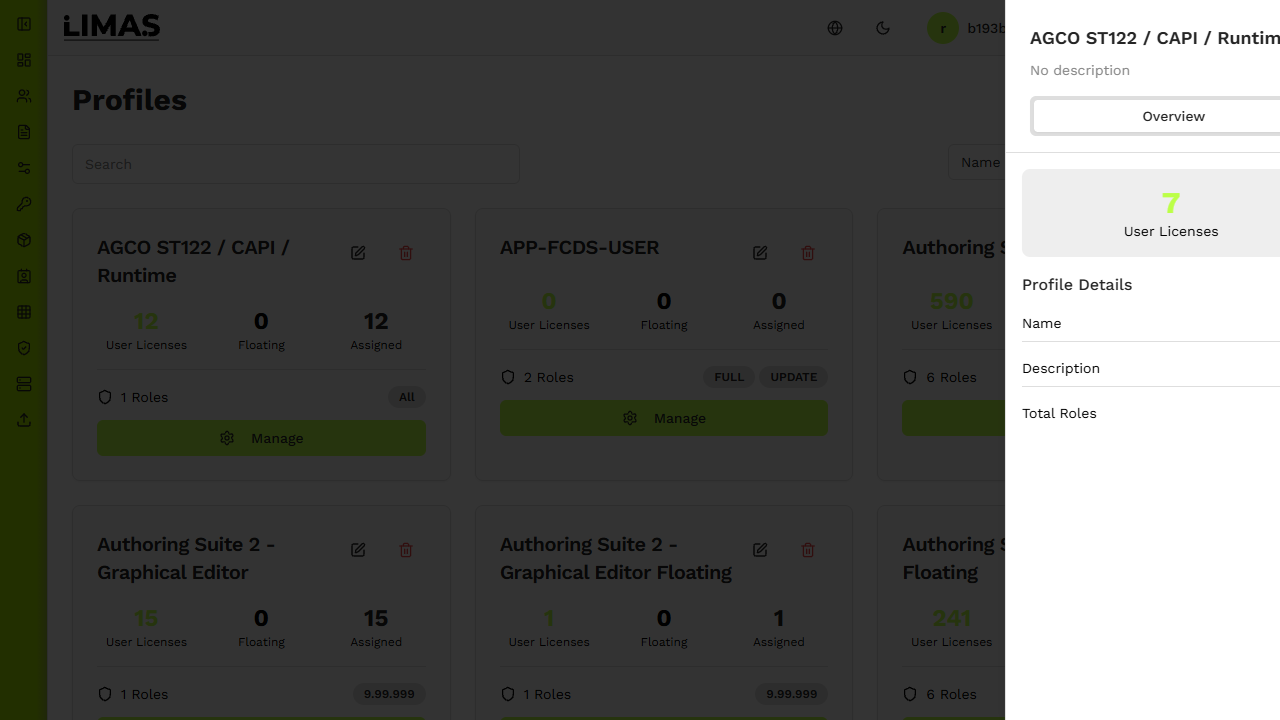 LIMAS
r
b193b
Profiles
Search
Name
AGCO ST122 / CAPI /
Runtime
12
User Licenses
0
Floating
12
Assigned
1 Roles
All
Manage
APP-FCDS-USER
0
User Licenses
0
Floating
0
Assigned
2 Roles
FULL
UPDATE
Manage
Authoring S
590
User Licenses
6 Roles
Authoring Suite 2 -
Graphical Editor
15
User Licenses
0
Floating
15
Assigned
1 Roles
9.99.999
Authoring Suite 2 -
Graphical Editor Floating
1
User Licenses
0
Floating
1
Assigned
1 Roles
9.99.999
Authoring S
Floating
241
User Licenses
6 Roles
AGCO ST122 / CAPI / Runtim
No description
Overview
7
User Licenses
Profile Details
Name
Description
Total Roles